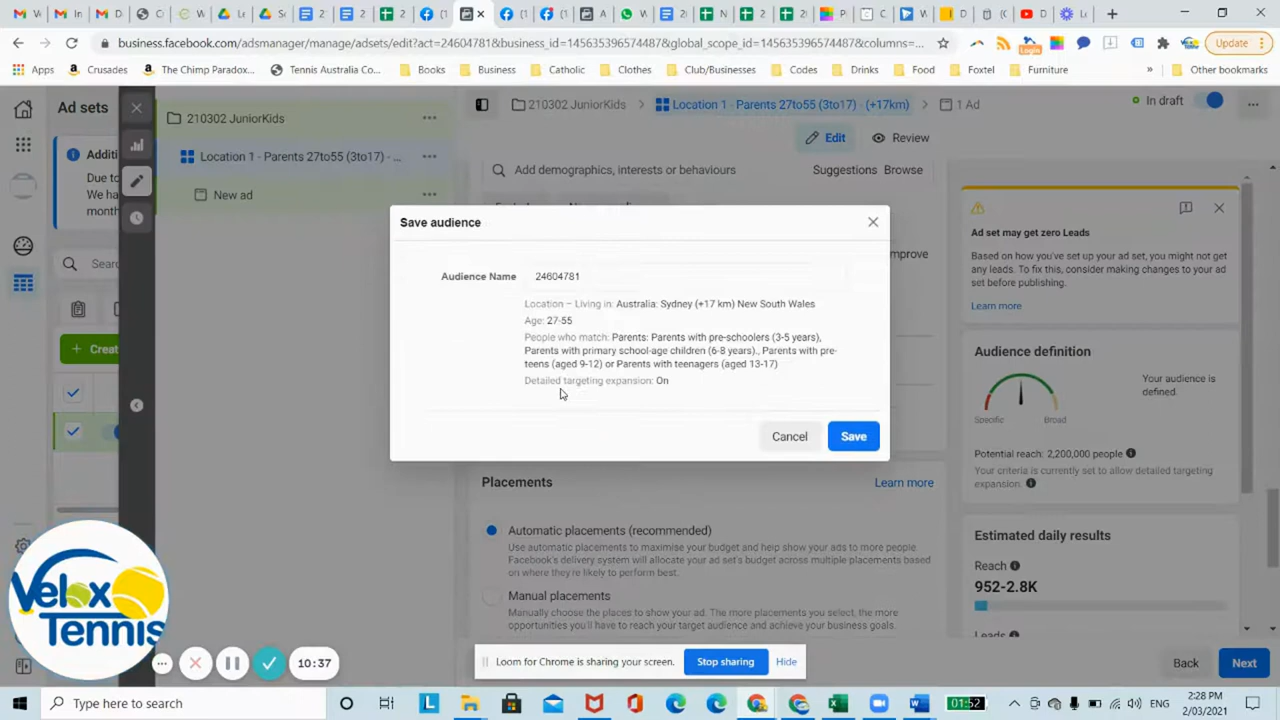 Update
business.facebook.com/adsmanager/manage/adsets/edit?act=24604781&business_id=145635396574487&global_scope_id=145635396574487&columns=...
Apps
Crusades
The Chimp Paradox...
Tennis Australia Co...
Books
Business
Catholic
Clothes
Club/Businesses
Codes
Drinks
Food
Foxtel
Furniture
»
Other bookmarks
Ad sets
210302 JuniorKids
Location 1 - Parents 27to55 (3to17) - ...
New ad
210302 JuniorKids
Location 1 - Parents 27to55 (3to17) - (+17km)
1 Ad
In draft
Edit
Review
Add demographics, interests or behaviours
Suggestions
Browse
Save audience
Audience Name
24604781
Location – Living in: Australia: Sydney (+17 km) New South Wales
Age: 27-55
People who match: Parents: Parents with pre-schoolers (3-5 years),
Parents with primary school-age children (6-8 years)., Parents with pre-
teens (aged 9-12) or Parents with teenagers (aged 13-17)
Detailed targeting expansion: On
Cancel
Save
Ad set may get zero Leads
Based on how you've set up your ad set, you might not get
any leads. To fix this, consider making changes to your ad
set before publishing.
Learn more
Audience definition
Specific
Broad
Your audience is
defined.
Potential reach: 2,200,000 people
Your criteria is currently set to allow detailed targeting
expansion.
Estimated daily results
Reach
952-2.8K
Placements
Learn more
Automatic placements (recommended)
Use automatic placements to maximise your budget and help show your ads to more people.
Facebook's delivery system will allocate your ad set's budget across multiple placements based
on where they're likely to perform best.
Manual placements
Manually choose the places to show your ad. The more placements you select, the more
opportunities you'll have to reach your target audience and achieve your business goals.
Back
Next
Velox
Tennis
10:37
Loom for Chrome is sharing your screen.
Stop sharing
Hide
Type here to search
01:52
ENG
2:28 PM
2/03/2021